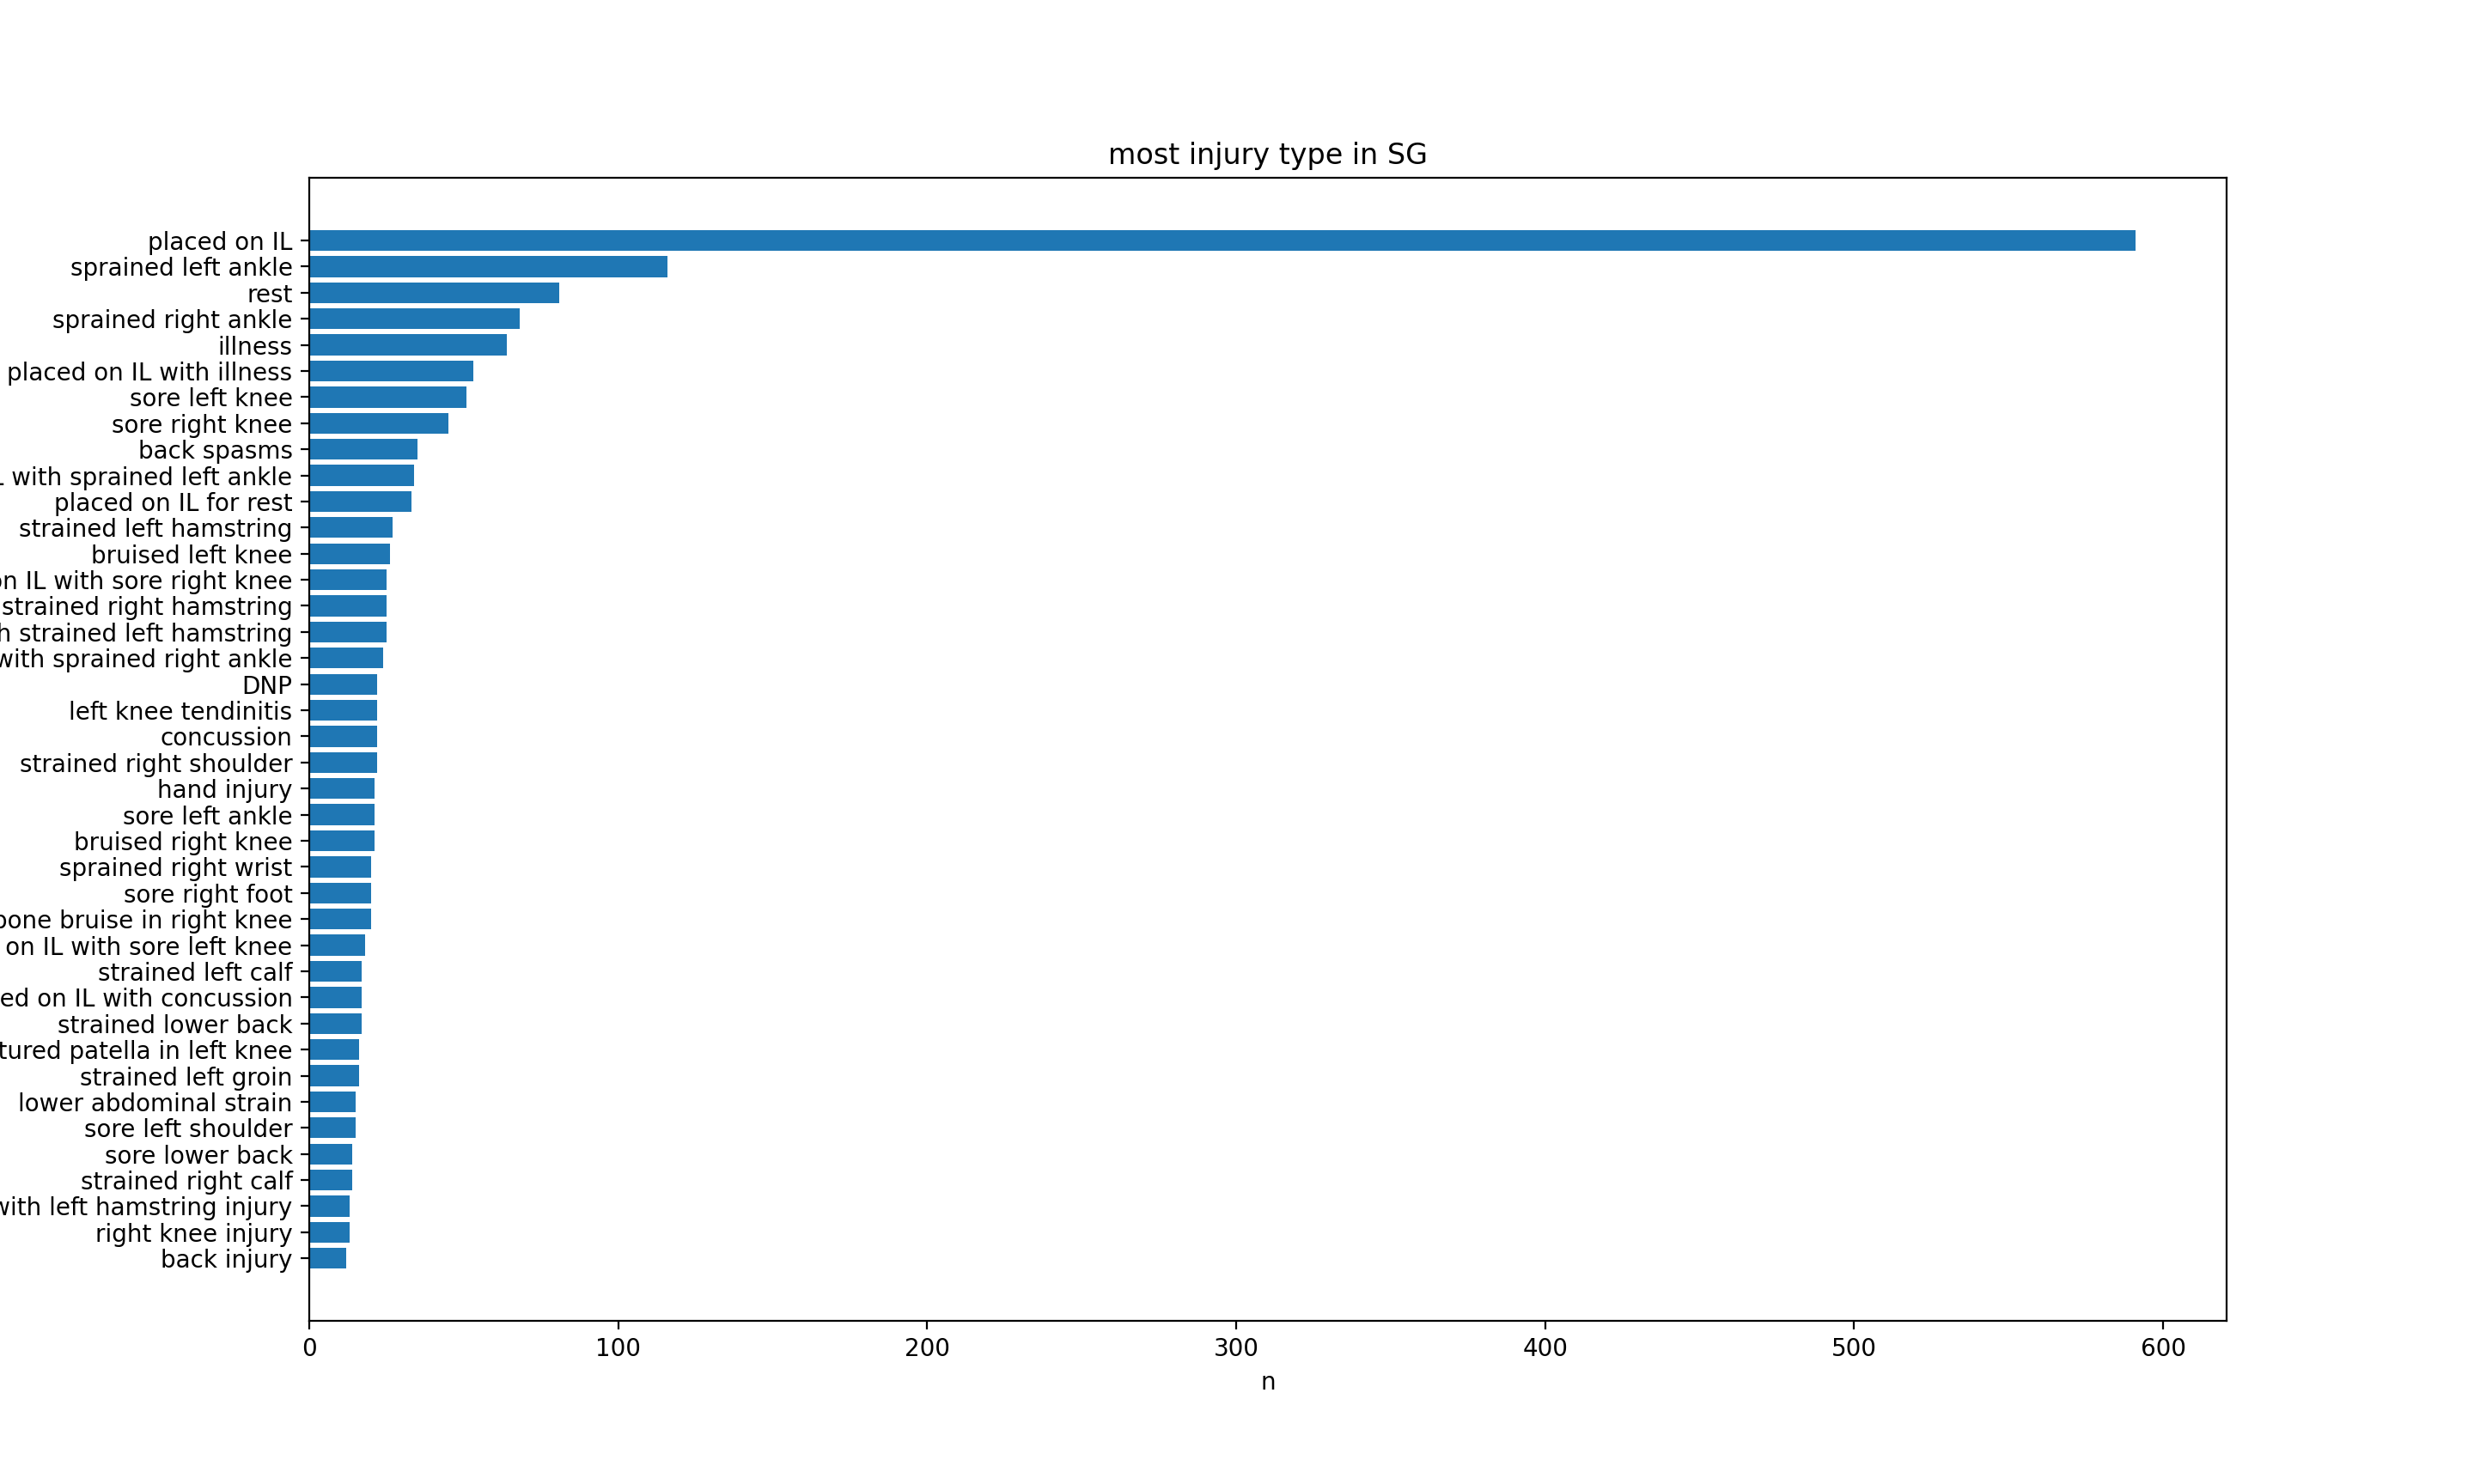 most injury type in SG
placed on IL
sprained left ankle
rest
sprained right ankle
illness
placed on IL with illness
sore left knee
sore right knee
back spasms
with sprained left ankle
placed on IL for rest
strained left hamstring
bruised left knee
on IL with sore right knee
strained right hamstring
strained left hamstring
with sprained right ankle
DNP
left knee tendinitis
concussion
strained right shoulder
hand injury
sore left ankle
bruised right knee
sprained right wrist
sore right foot
bone bruise in right knee
on IL with sore left knee
strained left calf
ed on IL with concussion
strained lower back
tured patella in left knee
strained left groin
lower abdominal strain
sore left shoulder
sore lower back
strained right calf
with left hamstring injury
right knee injury
back injury
0 100 200 300 400 500 600
n